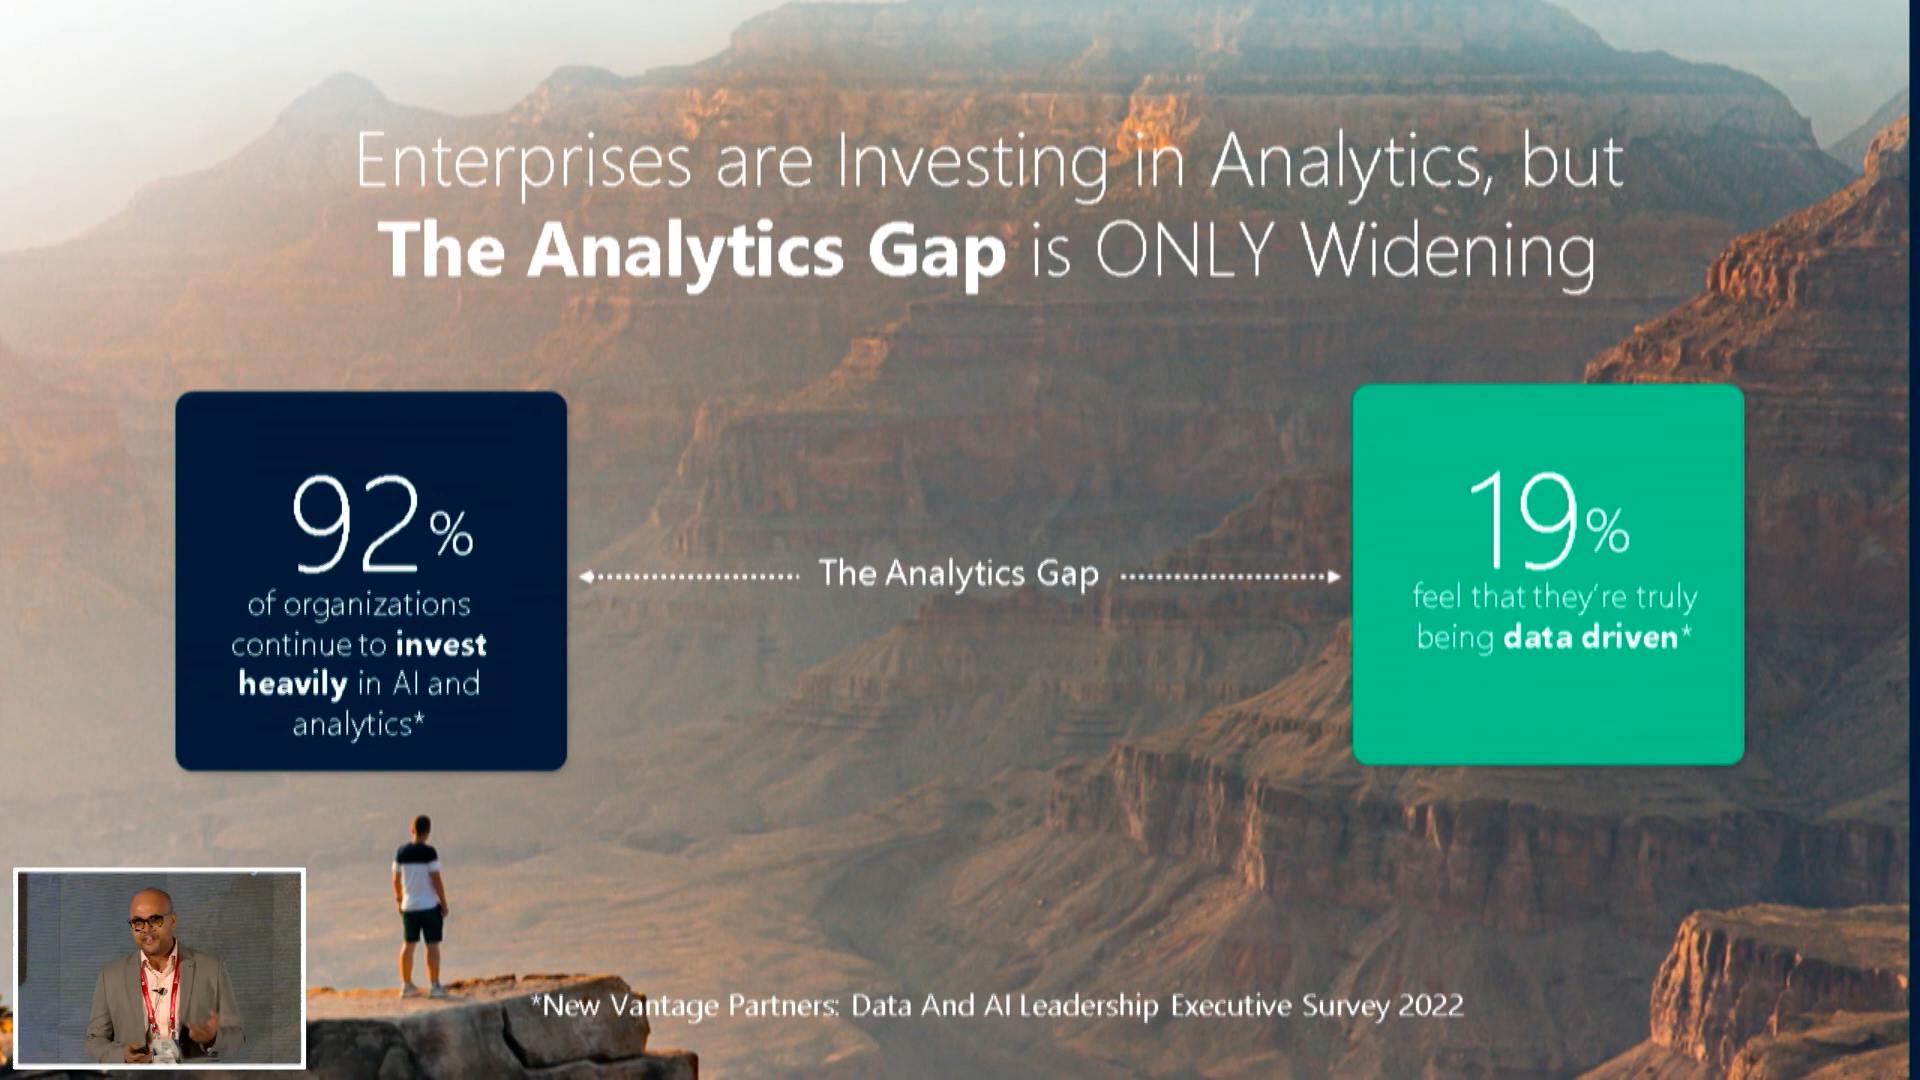 Enterprises are Investing in Analytics, but
The Analytics Gap is ONLY Widening
92%
of organizations
continue to invest
heavily in AI and
analytics*
The Analytics Gap
19%
feel that they're truly
being data driven*
*New Vantage Partners: Data And AI Leadership Executive Survey 2022